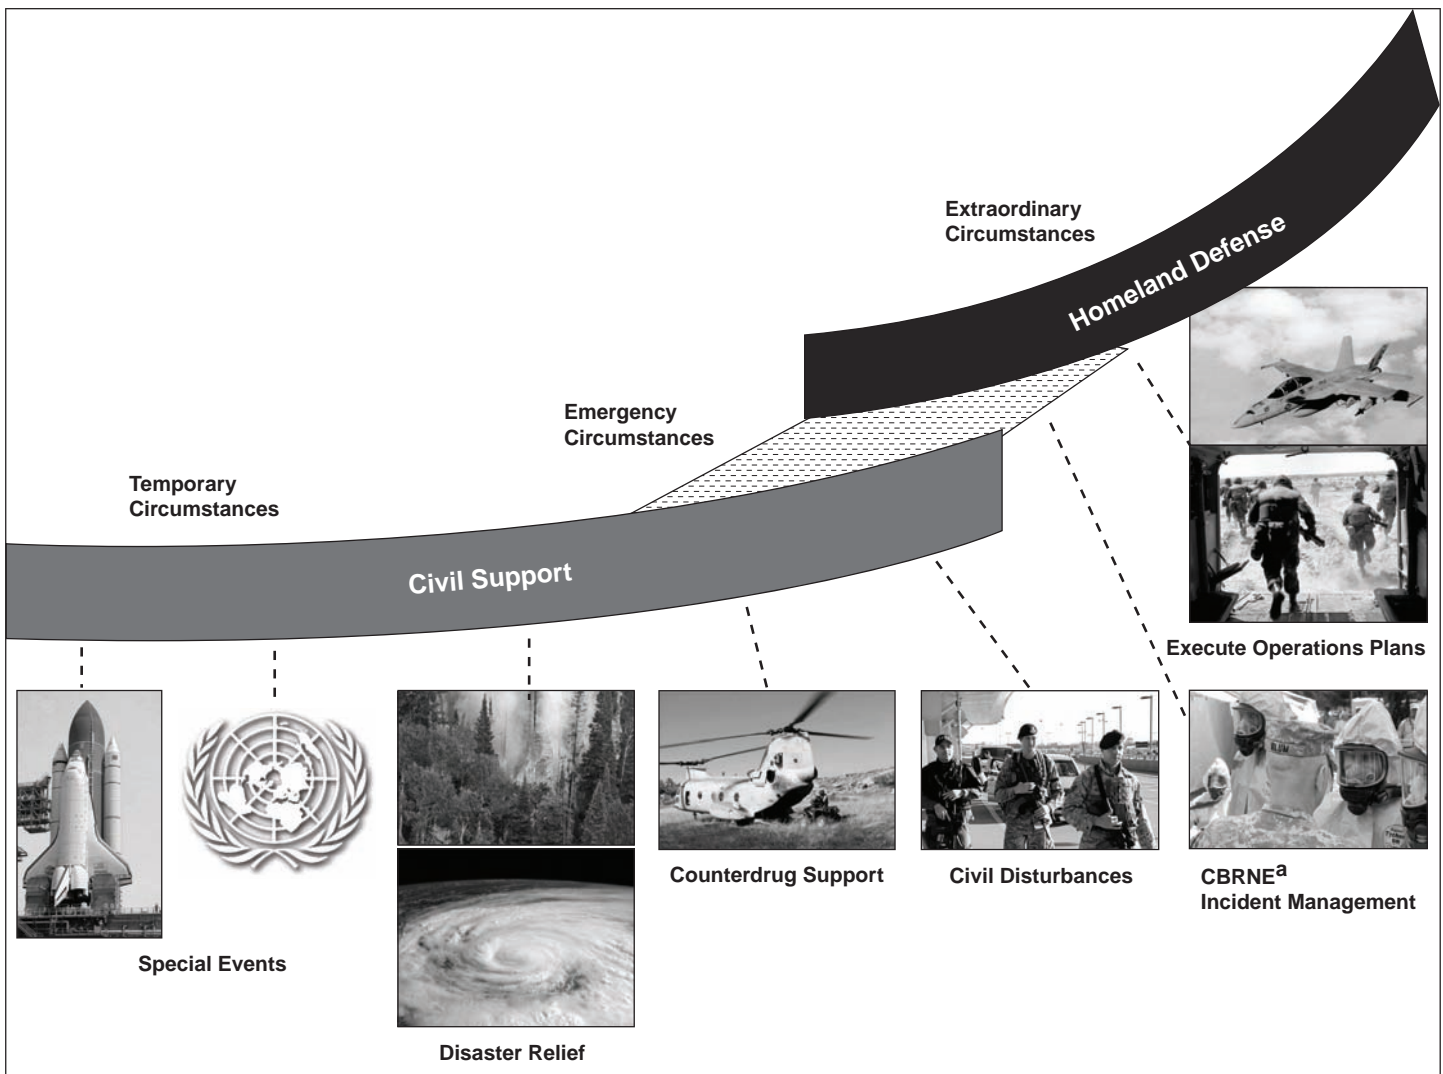 Extraordinary
Circumstances
Homeland Defense
Emergency
Circumstances
Temporary
Circumstances
Civil Support
Execute Operations Plans
BLUM
Counterdrug Support
Civil Disturbances
CBRNEa
Incident Management
Special Events
Disaster Relief